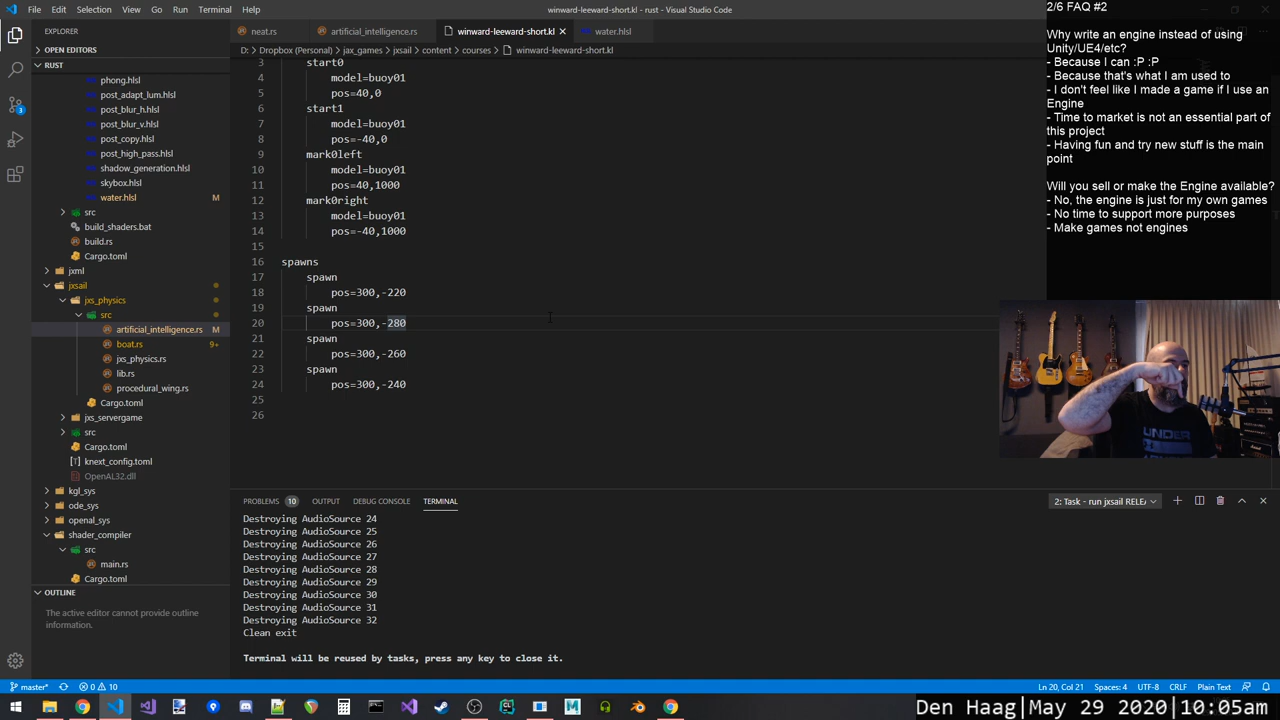 File Edit Selection View Go Run Terminal Help
winward-leeward-short.kl - rust - Visual Studio Code
EXPLORER
OPEN EDITORS
RUST
phong.hlsl
post_adapt_lum.hlsl
post_blur_h.hlsl
post_blur_v.hlsl
post_copy.hlsl
post_high_pass.hlsl
shadow_generation.hlsl
skybox.hlsl
water.hlsl M
src
build_shaders.bat
build.rs
Cargo.toml
jxml
jxsail
jxs_physics
src
artificial_intelligence.rs M
boat.rs 9+
jxs_physics.rs
lib.rs
procedural_wing.rs
Cargo.toml
jxs_servergame
src
Cargo.toml
knext_config.toml
OpenAL32.dll
kgl_sys
ode_sys
openal_sys
shader_compiler
src
main.rs
Cargo.toml
OUTLINE
The active editor cannot provide outline
information.
neat.rs artificial_intelligence.rs winward-leeward-short.kl water.hlsl
D: > Dropbox (Personal) > jax_games > jxsail > content > courses > winward-leeward-short.kl
3 start0
4 model=buoy01
5 pos=40,0
6 start1
7 model=buoy01
8 pos=-40,0
9 mark0left
10 model=buoy01
11 pos=40,1000
12 mark0right
13 model=buoy01
14 pos=-40,1000
15
16 spawns
17 spawn
18 pos=300,-220
19 spawn
20 pos=300,-280
21 spawn
22 pos=300,-260
23 spawn
24 pos=300,-240
25
26
PROBLEMS 10 OUTPUT DEBUG CONSOLE TERMINAL
2: Task - run jxsail RELEA
Destroying AudioSource 24
Destroying AudioSource 25
Destroying AudioSource 26
Destroying AudioSource 27
Destroying AudioSource 28
Destroying AudioSource 29
Destroying AudioSource 30
Destroying AudioSource 31
Destroying AudioSource 32
Clean exit
Terminal will be reused by tasks, press any key to close it.
2/6 FAQ #2
Why write an engine instead of using
Unity/UE4/etc?
- Because I can :P :P
- Because that's what I am used to
- I don't feel like I made a game if I use an
Engine
- Time to market is not an essential part of
this project
- Having fun and try new stuff is the main
point
Will you sell or make the Engine available?
- No, the engine is just for my own games
- No time to support more purposes
- Make games not engines
UNDER
master* 0 10
Ln 20, Col 21 Spaces: 4 UTF-8 CRLF Plain Text
Den Haag|May 29 2020|10:05am